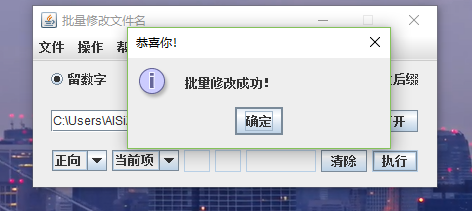 批量修改文件名
文件 操作
恭喜你!
留数字
后缀
批量修改成功!
C:\Users\AISi
开
确定
正向 当前项 清除 执行